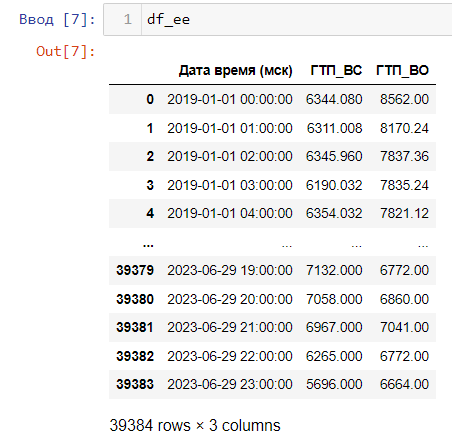 Ввод [7]: 1 df_ee
Out[7]:
Дата время (мск) ГТП_ВС ГТП_ВО
0 2019-01-01 00:00:00 6344.080 8562.00
1 2019-01-01 01:00:00 6311.008 8170.24
2 2019-01-01 02:00:00 6345.960 7837.36
3 2019-01-01 03:00:00 6190.032 7835.24
4 2019-01-01 04:00:00 6354.032 7821.12
... ... ... ...
39379 2023-06-29 19:00:00 7132.000 6772.00
39380 2023-06-29 20:00:00 7058.000 6860.00
39381 2023-06-29 21:00:00 6967.000 7041.00
39382 2023-06-29 22:00:00 6265.000 6772.00
39383 2023-06-29 23:00:00 5696.000 6664.00
39384 rows × 3 columns